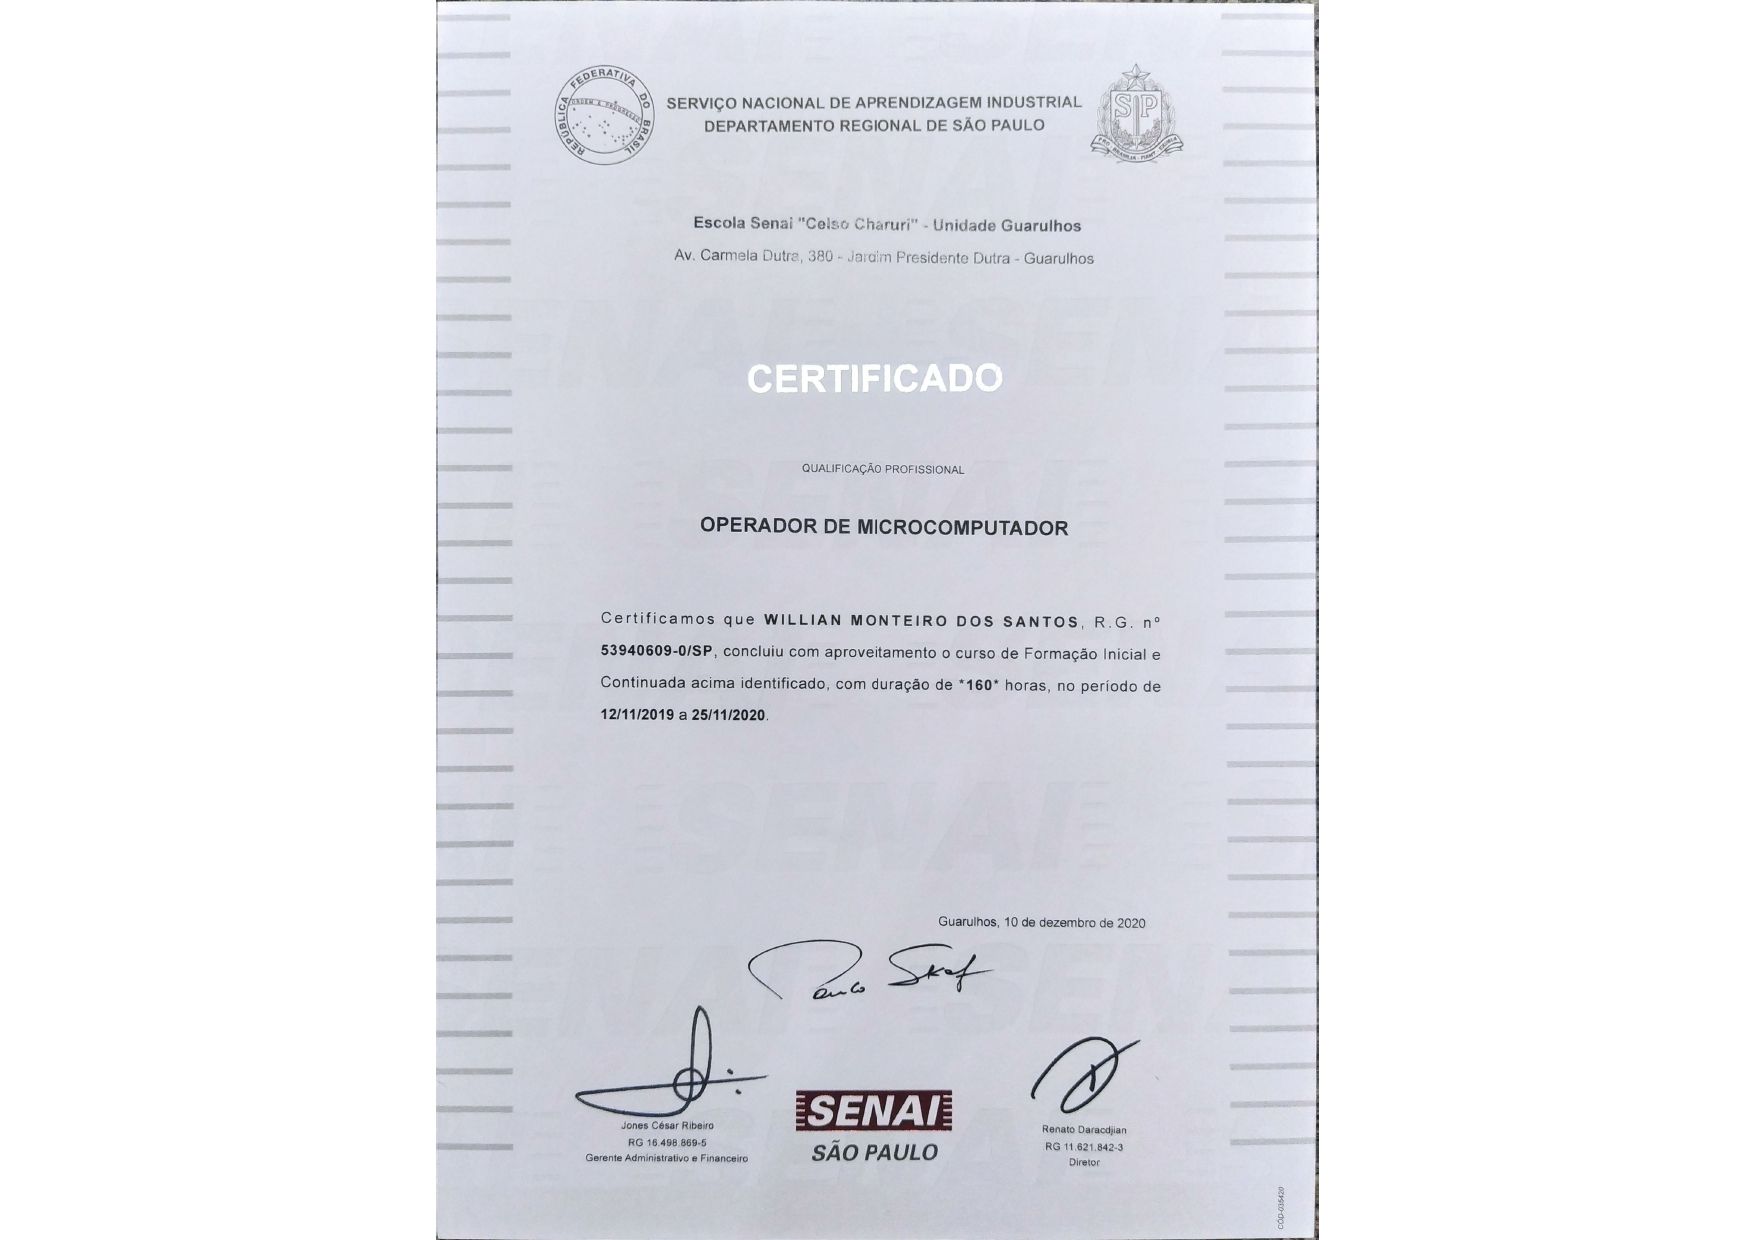 REPÚBLICA FEDERATIVA DO BRASIL
ORDEM E PROGRESSO
SERVIÇO NACIONAL DE APRENDIZAGEM INDUSTRIAL
DEPARTAMENTO REGIONAL DE SÃO PAULO
SP
Escola Senai "Celso Charuri" - Unidade Guarulhos
Av. Carmela Dutra, 380 - Jardim Presidente Dutra - Guarulhos
CERTIFICADO
QUALIFICAÇÃO PROFISSIONAL
OPERADOR DE MICROCOMPUTADOR
Certificamos que WILLIAN MONTEIRO DOS SANTOS, R.G. nº
53940609-0/SP, concluiu com aproveitamento o curso de Formação Inicial e
Continuada acima identificado, com duração de *160* horas, no período de
12/11/2019 a 25/11/2020.
Guarulhos, 10 de dezembro de 2020
Paulo Skaf
Jones César Ribeiro
RG 16.498.869-5
Gerente Administrativo e Financeiro
SENAI
SÃO PAULO
Renato Daracdjian
RG 11.621.842-3
Diretor
CÓD-035420